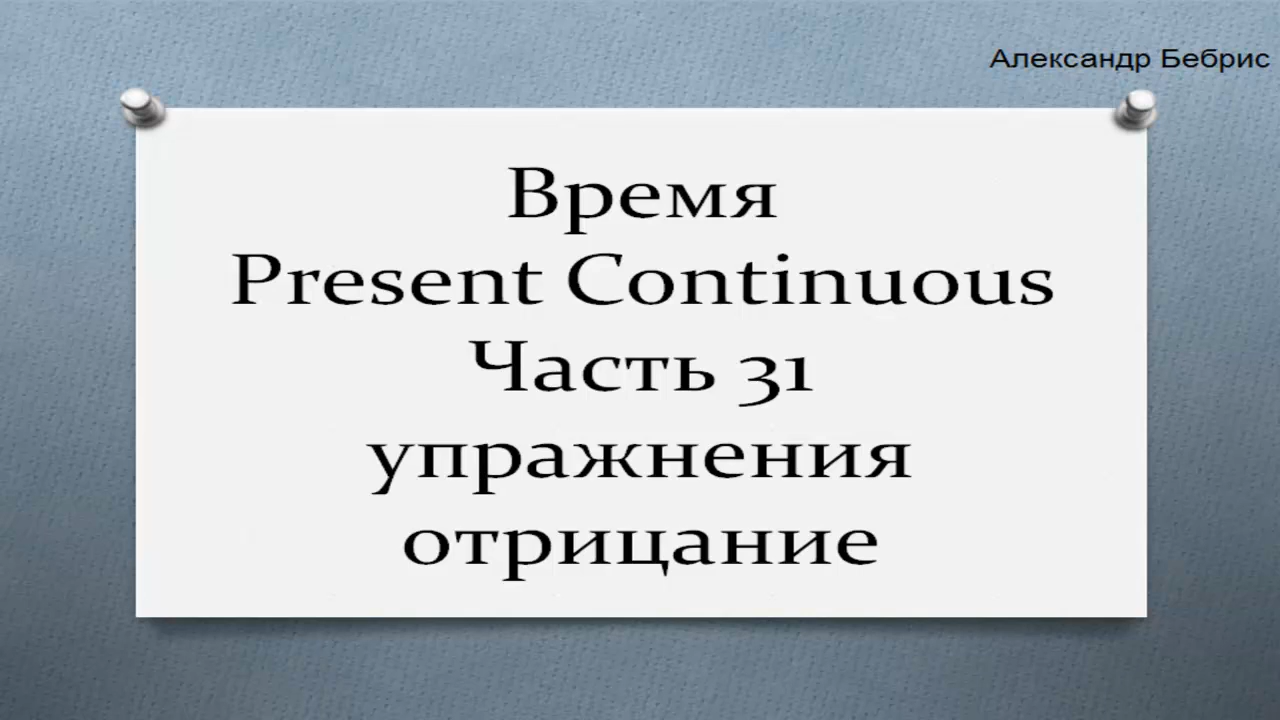 Александр Бебрис
Время
Present Continuous
Часть 31
упражнения
отрицание